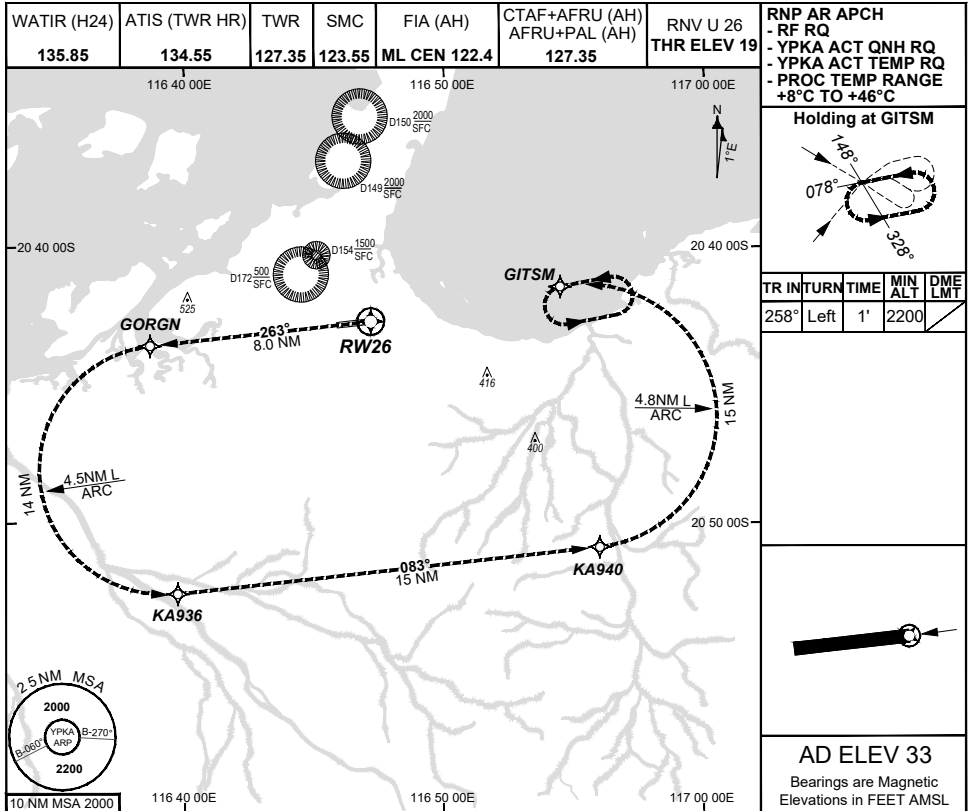 WATIR (H24)
135.85
ATIS (TWR HR)
134.55
TWR
127.35
SMC
123.55
FIA (AH)
ML CEN 122.4
CTAF+AFRU (AH)
AFRU+PAL (AH)
127.35
RNV U 26
THR ELEV 19
RNP AR APCH
- RF RQ
- YPKA ACT QNH RQ
- YPKA ACT TEMP RQ
- PROC TEMP RANGE
+8°C TO +46°C
116 40 00E
116 50 00E
117 00 00E
N
1°E
D150 2000
SFC
D149 2000
SFC
D154 1500
SFC
D172 500
SFC
20 40 00S
20 40 00S
Holding at GITSM
148°
078°
328°
TR IN TURN TIME MIN ALT DME LMT
258° Left 1' 2200
525
GORGN
263°
8.0 NM
RW26
GITSM
416
400
4.8NM L
ARC
15 NM
4.5NM L
ARC
14 NM
20 50 00S
083°
15 NM
KA936
KA940
25NM MSA
2000
YPKA
ARP
B-270°
B-060°
2200
10 NM MSA 2000
116 40 00E
116 50 00E
117 00 00E
AD ELEV 33
Bearings are Magnetic
Elevations in FEET AMSL